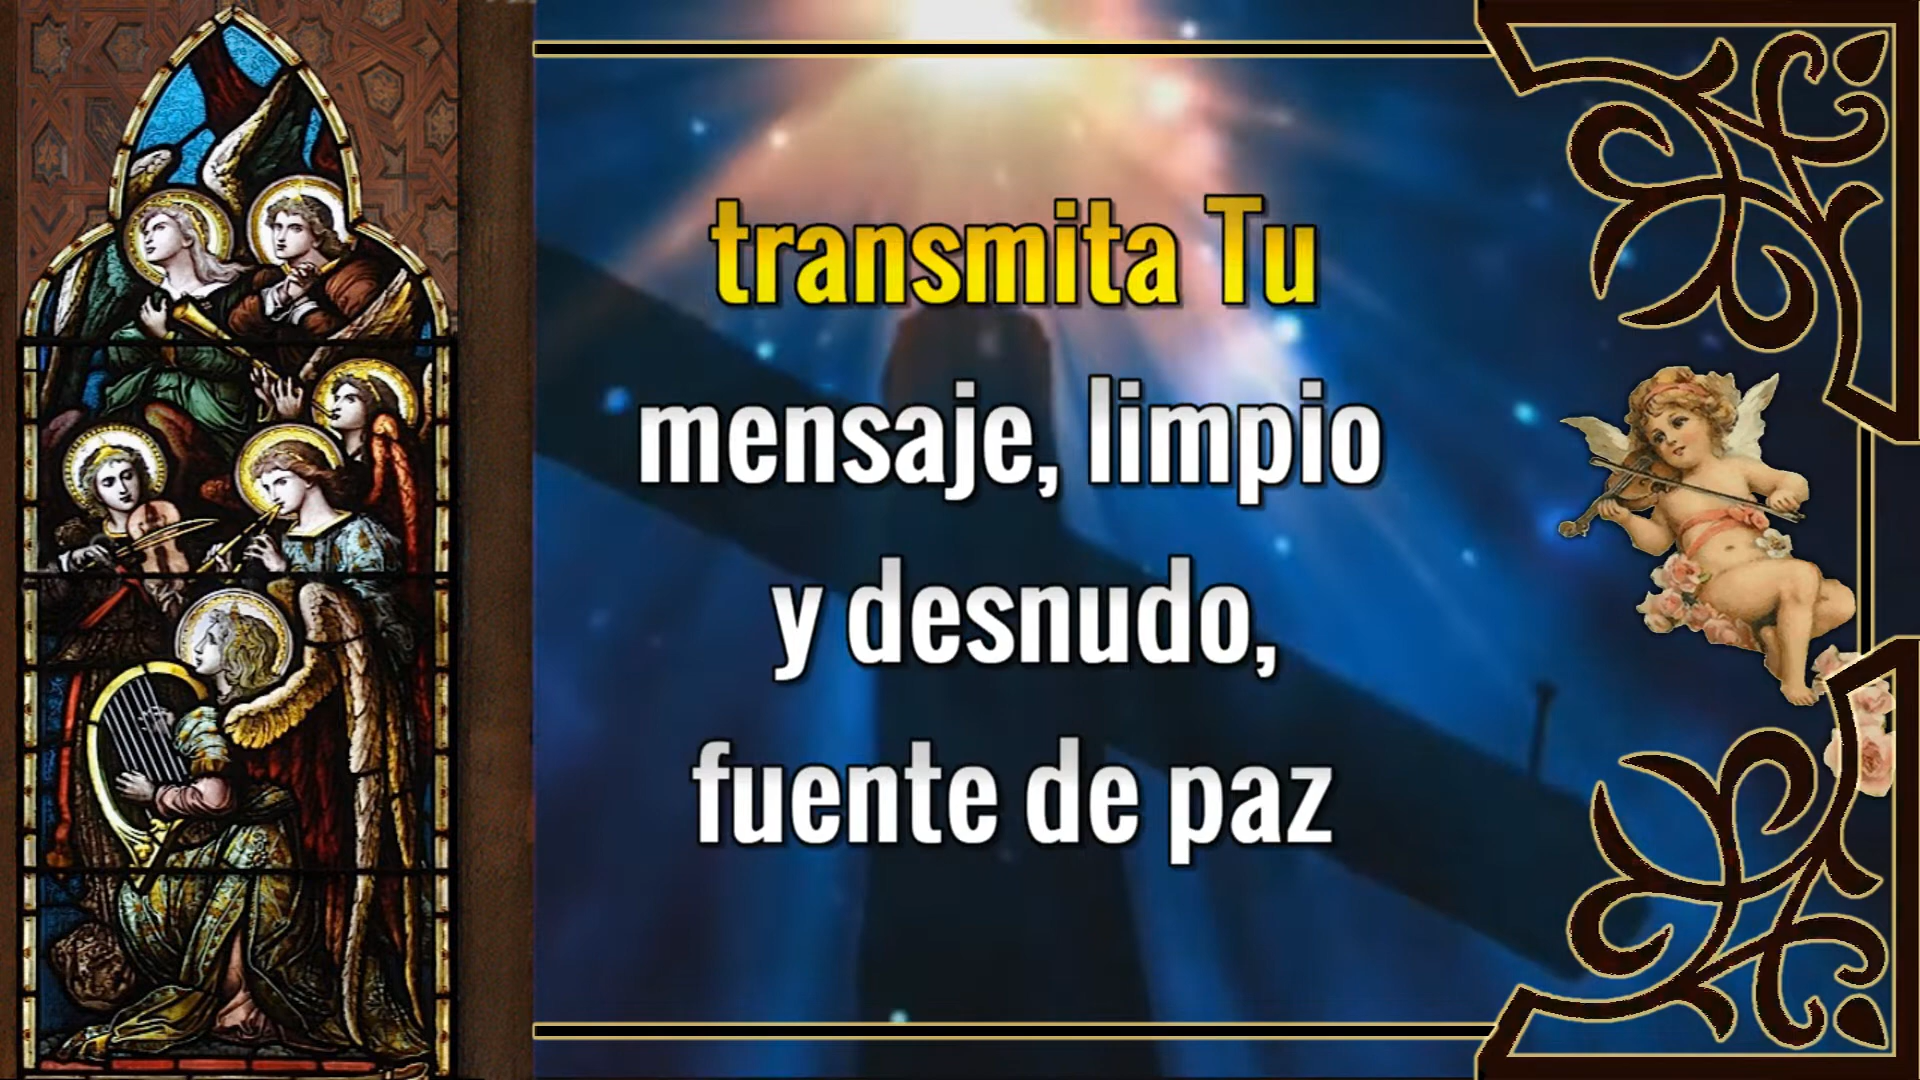 transmita Tu
mensaje, limpio
y desnudo,
fuente de paz